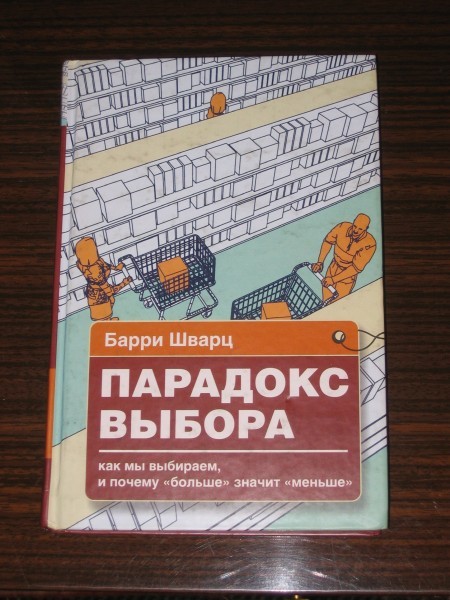 Барри Шварц
ПАРАДОКС
ВЫБОРА
как мы выбираем,
и почему «больше» значит «меньше»